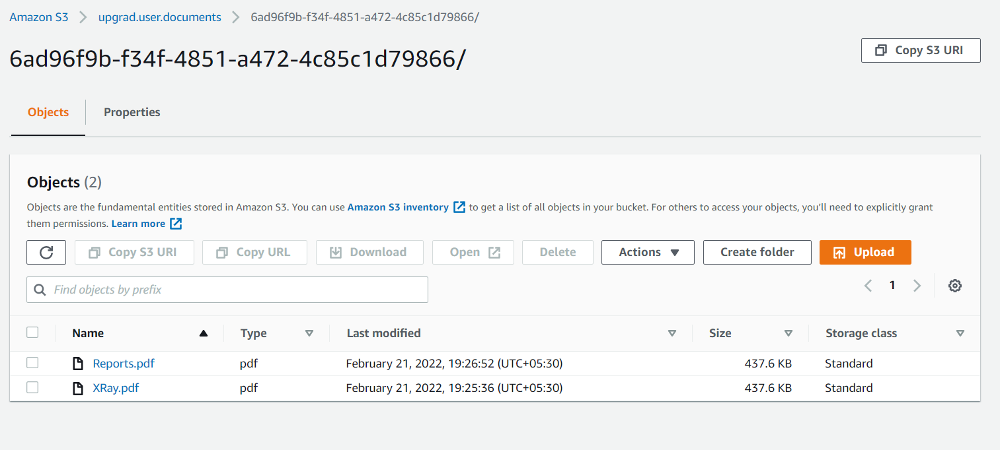 Amazon S3 > upgrad.user.documents > 6ad96f9b-f34f-4851-a472-4c85c1d79866/
6ad96f9b-f34f-4851-a472-4c85c1d79866/
Copy S3 URI
Objects Properties
Objects (2)
Objects are the fundamental entities stored in Amazon S3. You can use Amazon S3 inventory to get a list of all objects in your bucket. For others to access your objects, you'll need to explicitly grant
them permissions. Learn more
Copy S3 URI Copy URL Download Open Delete Actions Create folder Upload
Find objects by prefix
1
Name Type Last modified Size Storage class
Reports.pdf pdf February 21, 2022, 19:26:52 (UTC+05:30) 437.6 KB Standard
XRay.pdf pdf February 21, 2022, 19:25:36 (UTC+05:30) 437.6 KB Standard